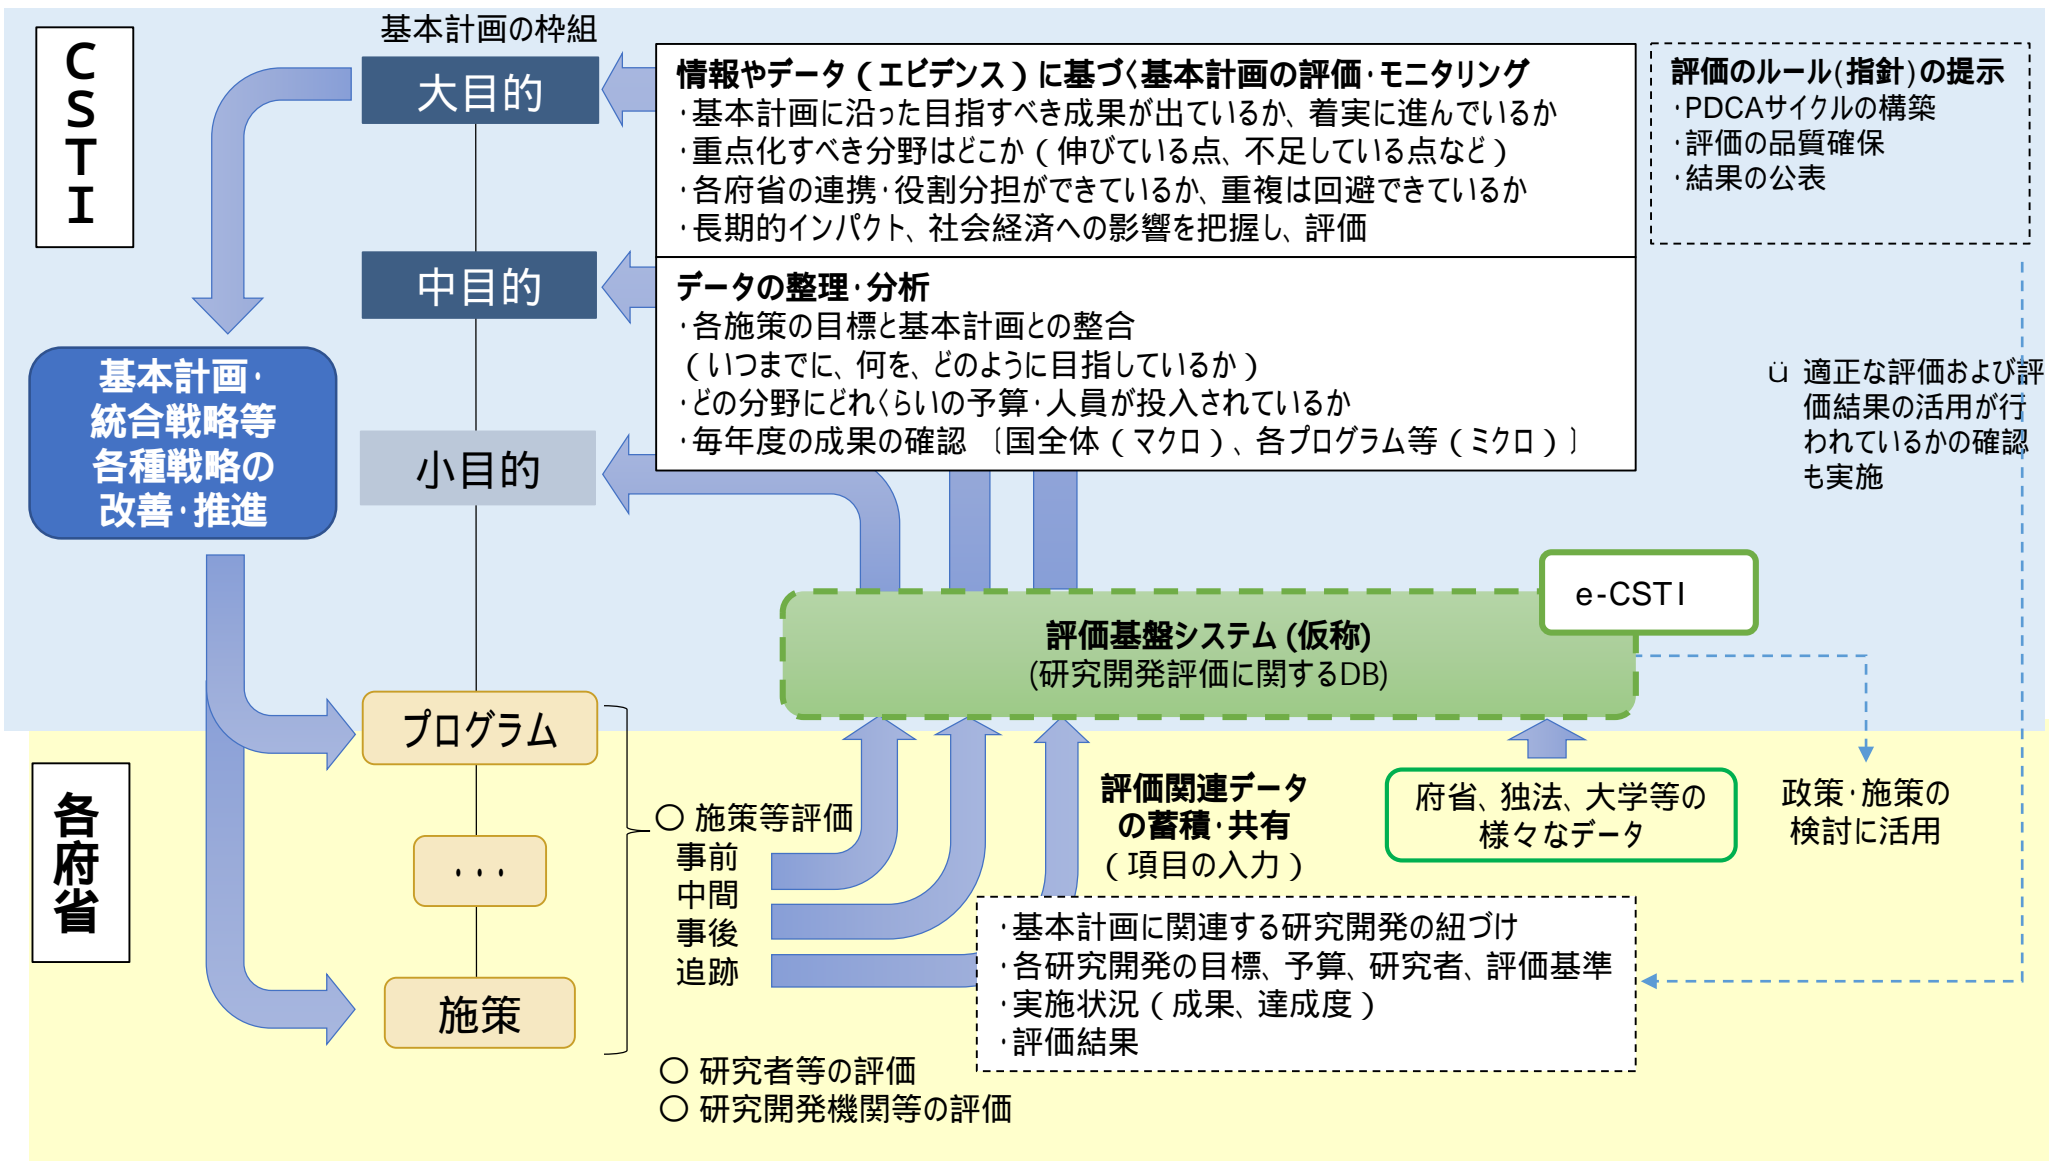 CSTI
基本計画の枠組
大目的
中目的
小目的
情報やデータ（エビデンス）に基づく基本計画の評価・モニタリング
・基本計画に沿った目指すべき成果が出ているか、着実に進んでいるか
・重点化すべき分野はどこか（伸びている点、不足している点など）
・各府省の連携・役割分担ができているか、重複は回避できているか
・長期的インパクト、社会経済への影響を把握し、評価
データの整理・分析
・各施策の目標と基本計画との整合
（いつまでに、何を、どのように目指しているか）
・どの分野にどれくらいの予算・人員が投入されているか
・毎年度の成果の確認 〔国全体（マクロ）、各プログラム等（ミクロ）〕
評価のルール(指針)の提示
・PDCAサイクルの構築
・評価の品質確保
・結果の公表
ü 適正な評価および評
価結果の活用が行
われているかの確認
も実施
基本計画・
統合戦略等
各種戦略の
改善・推進
e-CSTI
評価基盤システム(仮称)
(研究開発評価に関するDB)
各府省
プログラム
・・・
施策
○ 施策等評価
事前
中間
事後
追跡
○ 研究者等の評価
○ 研究開発機関等の評価
評価関連データ
の蓄積・共有
（項目の入力）
府省、独法、大学等の
様々なデータ
政策・施策の
検討に活用
・基本計画に関連する研究開発の紐づけ
・各研究開発の目標、予算、研究者、評価基準
・実施状況（成果、達成度）
・評価結果